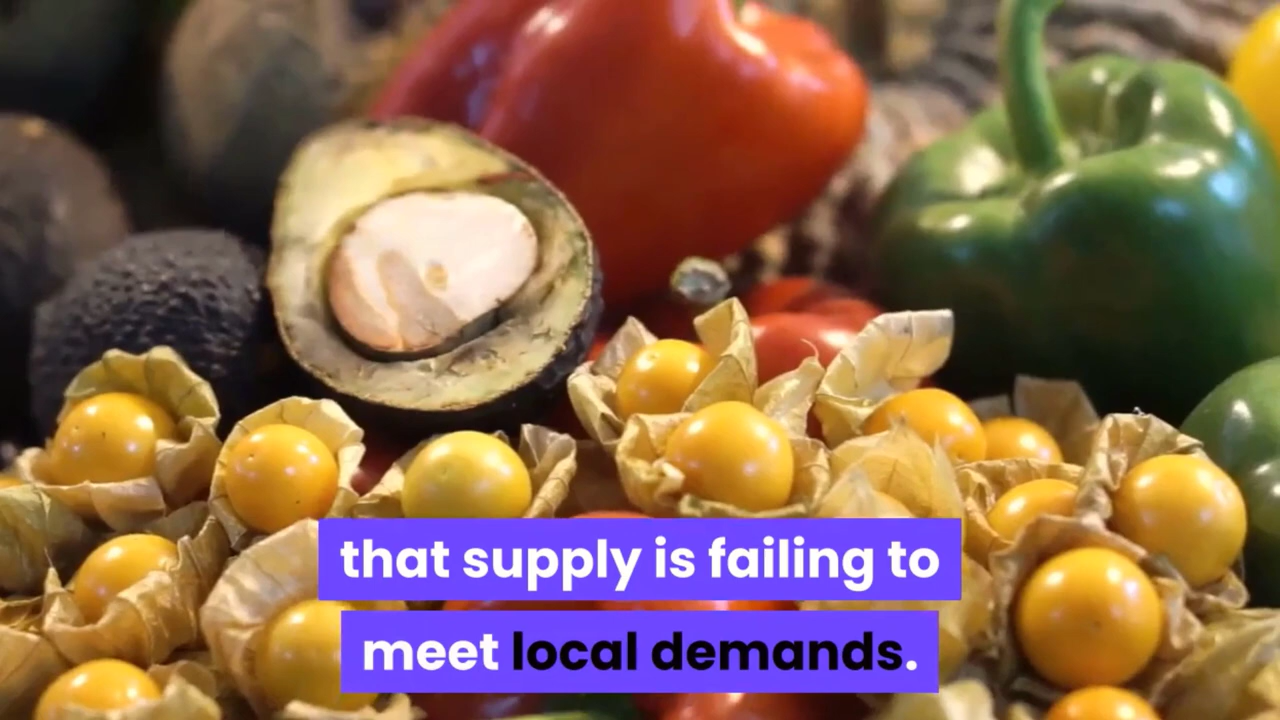 that supply is failing to
meet local demands.